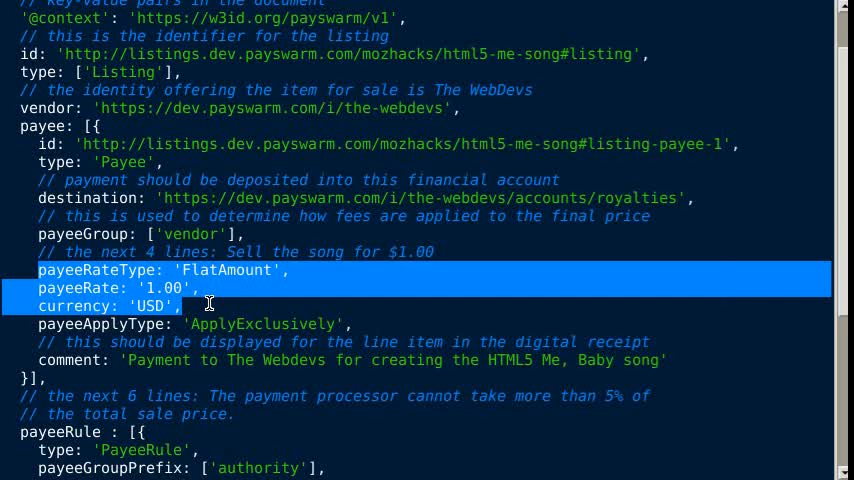 // key-value pairs in the document
'@context': 'https://w3id.org/payswarm/v1',
// this is the identifier for the listing
id: 'http://listings.dev.payswarm.com/mozhacks/html5-me-song#listing',
type: ['Listing'],
// the identity offering the item for sale is The WebDevs
vendor: 'https://dev.payswarm.com/i/the-webdevs',
payee: [{
id: 'http://listings.dev.payswarm.com/mozhacks/html5-me-song#listing-payee-1',
type: 'Payee',
// payment should be deposited into this financial account
destination: 'https://dev.payswarm.com/i/the-webdevs/accounts/royalties',
// this is used to determine how fees are applied to the final price
payeeGroup: ['vendor'],
// the next 4 lines: Sell the song for $1.00
payeeRateType: 'FlatAmount',
payeeRate: '1.00',
currency: 'USD',
payeeApplyType: 'ApplyExclusively',
// this should be displayed for the line item in the digital receipt
comment: 'Payment to The Webdevs for creating the HTML5 Me, Baby song'
}],
// the next 6 lines: The payment processor cannot take more than 5% of
// the total sale price.
payeeRule : [{
type: 'PayeeRule',
payeeGroupPrefix: ['authority'],